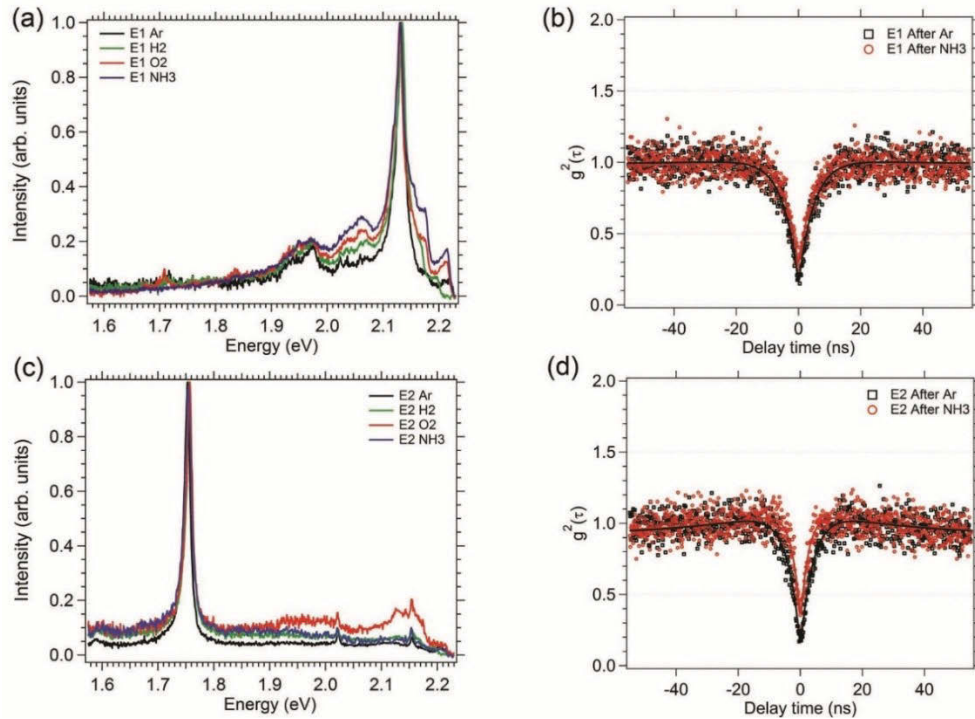 (a)
E1 Ar
E1 H2
E1 O2
E1 NH3
Intensity (arb. units)
1.0
0.8
0.6
0.4
0.2
0.0
1.6 1.7 1.8 1.9 2.0 2.1 2.2
Energy (eV)
(b)
E1 After Ar
E1 After NH3
g²(τ)
2.0
1.5
1.0
0.5
0.0
-40 -20 0 20 40
Delay time (ns)
(c)
E2 Ar
E2 H2
E2 O2
E2 NH3
Intensity (arb. units)
1.0
0.8
0.6
0.4
0.2
0.0
1.6 1.7 1.8 1.9 2.0 2.1 2.2
Energy (eV)
(d)
E2 After Ar
E2 After NH3
g²(τ)
2.0
1.5
1.0
0.5
0.0
-40 -20 0 20 40
Delay time (ns)